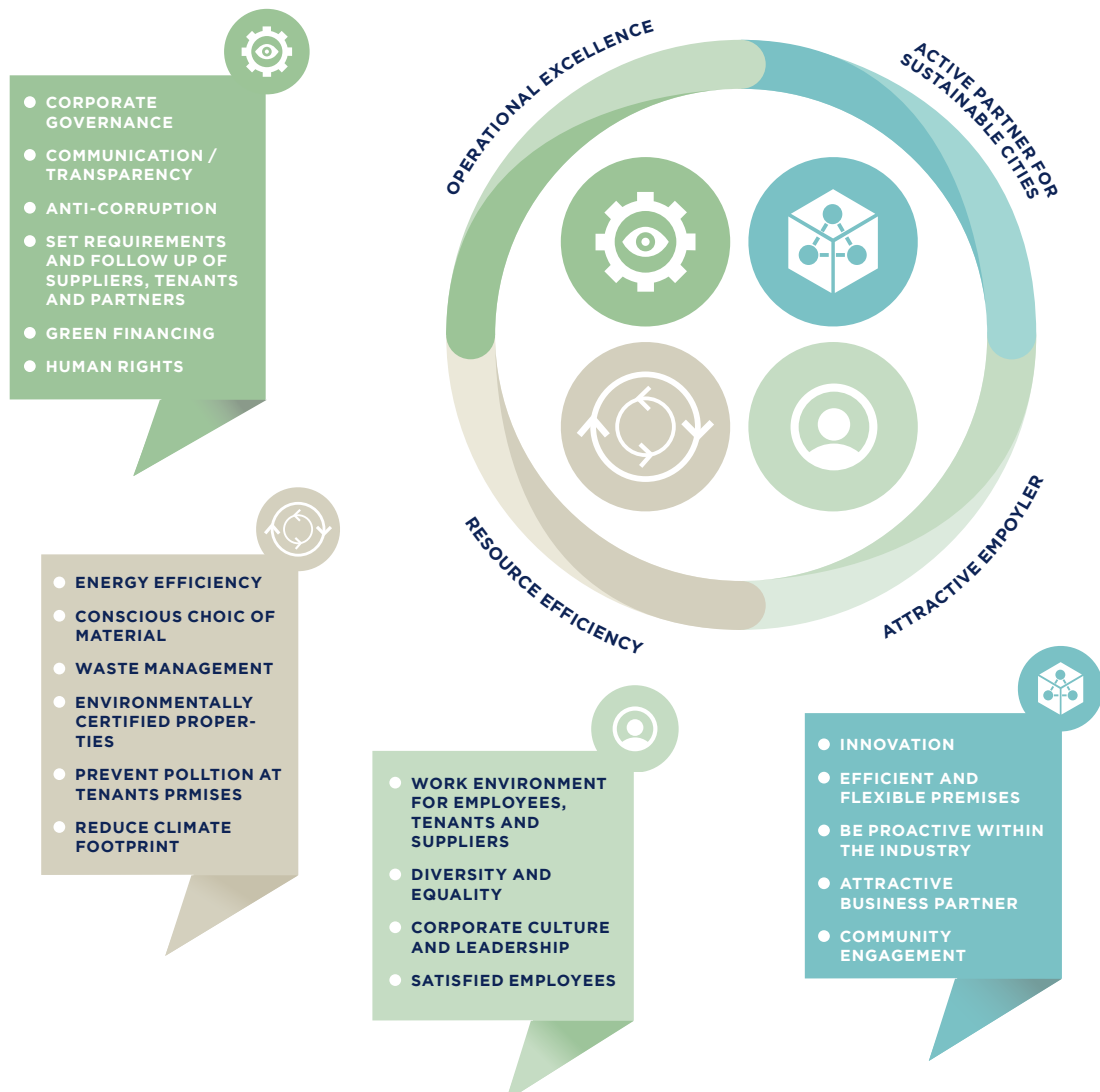 OPERATIONAL EXCELLENCE
ACTIVE PARTNER FOR
SUSTAINABLE CITIES
CORPORATE
GOVERNANCE
COMMUNICATION /
TRANSPARENCY
ANTI-CORRUPTION
SET REQUIREMENTS
AND FOLLOW UP OF
SUPPLIERS, TENANTS
AND PARTNERS
GREEN FINANCING
HUMAN RIGHTS
RESOURCE EFFICIENCY
ATTRACTIVE EMPOYLER
ENERGY EFFICIENCY
CONSCIOUS CHOIC OF
MATERIAL
WASTE MANAGEMENT
ENVIRONMENTALLY
CERTIFIED PROPER-
TIES
PREVENT POLLTION AT
TENANTS PRMISES
REDUCE CLIMATE
FOOTPRINT
WORK ENVIRONMENT
FOR EMPLOYEES,
TENANTS AND
SUPPLIERS
DIVERSITY AND
EQUALITY
CORPORATE CULTURE
AND LEADERSHIP
SATISFIED EMPLOYEES
INNOVATION
EFFICIENT AND
FLEXIBLE PREMISES
BE PROACTIVE WITHIN
THE INDUSTRY
ATTRACTIVE
BUSINESS PARTNER
COMMUNITY
ENGAGEMENT